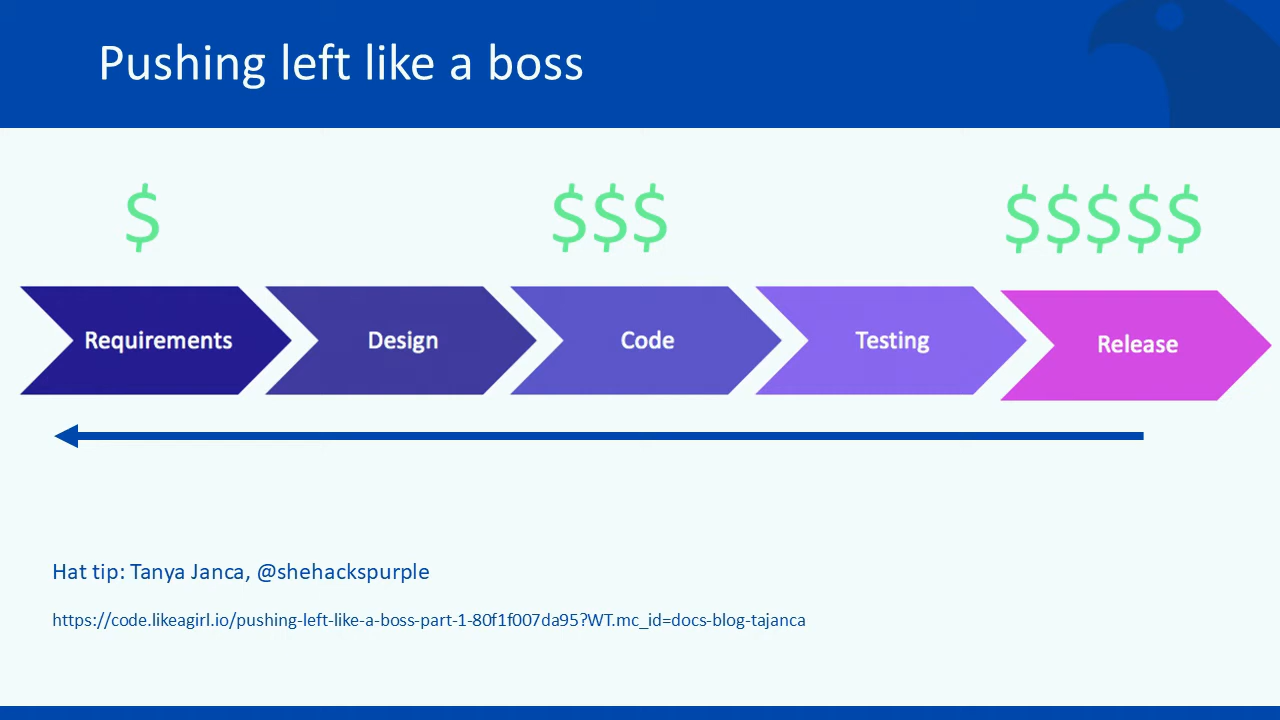 Pushing left like a boss
$ $$$ $$$$$
Requirements Design Code Testing Release
Hat tip: Tanya Janca, @shehackspurple
https://code.likeagirl.io/pushing-left-like-a-boss-part-1-80f1f007da95?WT.mc_id=docs-blog-tajanca